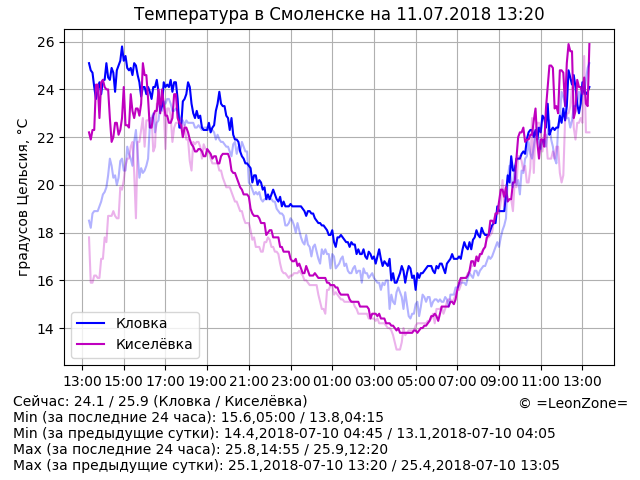 Температура в Смоленске на 11.07.2018 13:20
26
24
22
20
18
16
14
градусов Цельсия, °C
Кловка
Киселёвка
13:00 15:00 17:00 19:00 21:00 23:00 01:00 03:00 05:00 07:00 09:00 11:00 13:00
Сейчас: 24.1 / 25.9 (Кловка / Киселёвка)
© =LeonZone=
Min (за последние 24 часа): 15.6,05:00 / 13.8,04:15
Min (за предыдущие сутки): 14.4,2018-07-10 04:45 / 13.1,2018-07-10 04:05
Max (за последние 24 часа): 25.8,14:55 / 25.9,12:20
Max (за предыдущие сутки): 25.1,2018-07-10 13:20 / 25.4,2018-07-10 13:05